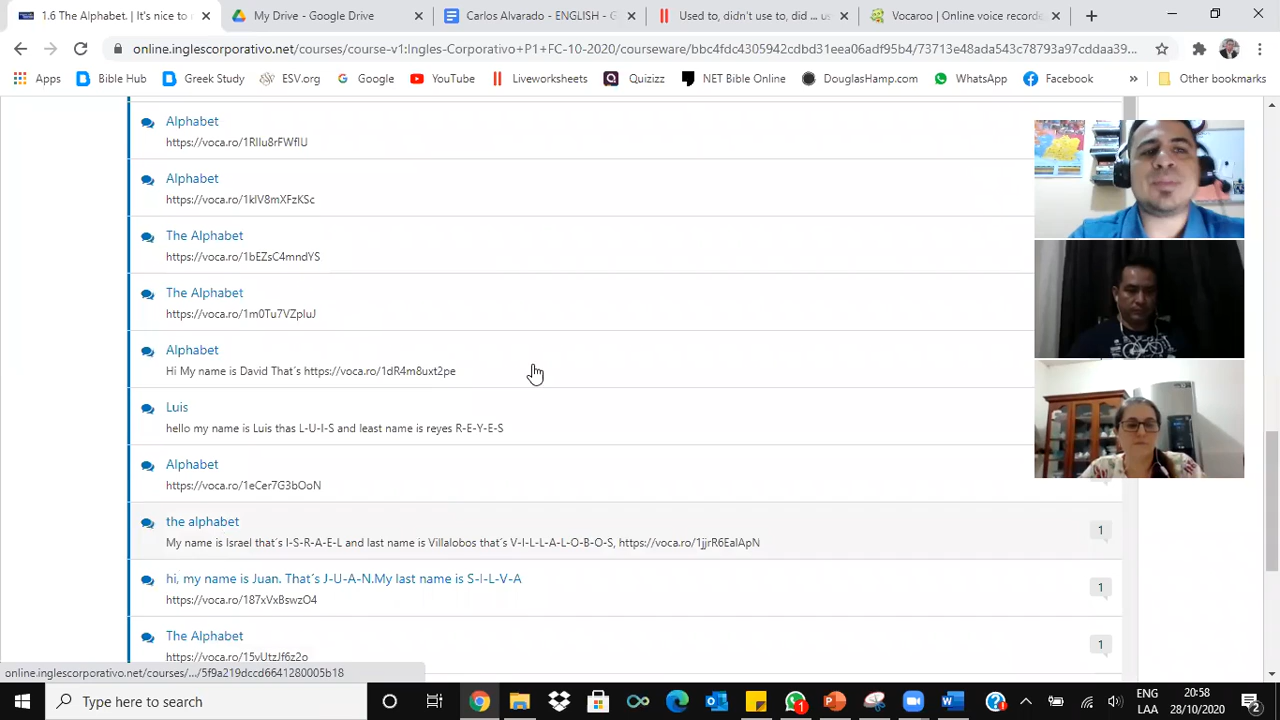 1.6 The Alphabet. | It's nice to
My Drive - Google Drive
Carlos Alvarado - ENGLISH - G
Used to, didn't use to, did ... us
Vocaroo | Online voice recorde
online.inglescorporativo.net/courses/course-v1:Ingles-Corporativo+P1+FC-10-2020/courseware/bbc4fdc4305942cdbd31eea06adf95b4/73713e48ada543c78793a97cddaa39...
Apps
Bible Hub
Greek Study
ESV.org
Google
YouTube
Liveworksheets
Quizizz
NET Bible Online
DouglasHamp.com
WhatsApp
Facebook
»
Other bookmarks
Alphabet
https://voca.ro/1RIlu8rFWflU
Alphabet
https://voca.ro/1klV8mXFzKSc
The Alphabet
https://voca.ro/1bEZsC4mndYS
The Alphabet
https://voca.ro/1m0Tu7VZpluJ
Alphabet
Hí My name is David That´s https://voca.ro/1dR4m8uxt2pe
Luis
hello my name is Luis thas L-U-I-S and least name is reyes R-E-Y-E-S
Alphabet
https://voca.ro/1eCer7G3bOoN
the alphabet
My name is Israel that´s I-S-R-A-E-L and last name is Villalobos that´s V-I-L-L-A-L-O-B-O-S, https://voca.ro/1jjrR6EaIApN
1
hi, my name is Juan. That´s J-U-A-N.My last name is S-I-L-V-A
https://voca.ro/187xVxBswzO4
1
The Alphabet
https://voca.ro/15vUtzJf6z2o
1
online.inglescorporativo.net/courses/.../5f9a219dccd6641280005b18
Type here to search
1
ENG
LAA
20:58
28/10/2020
2